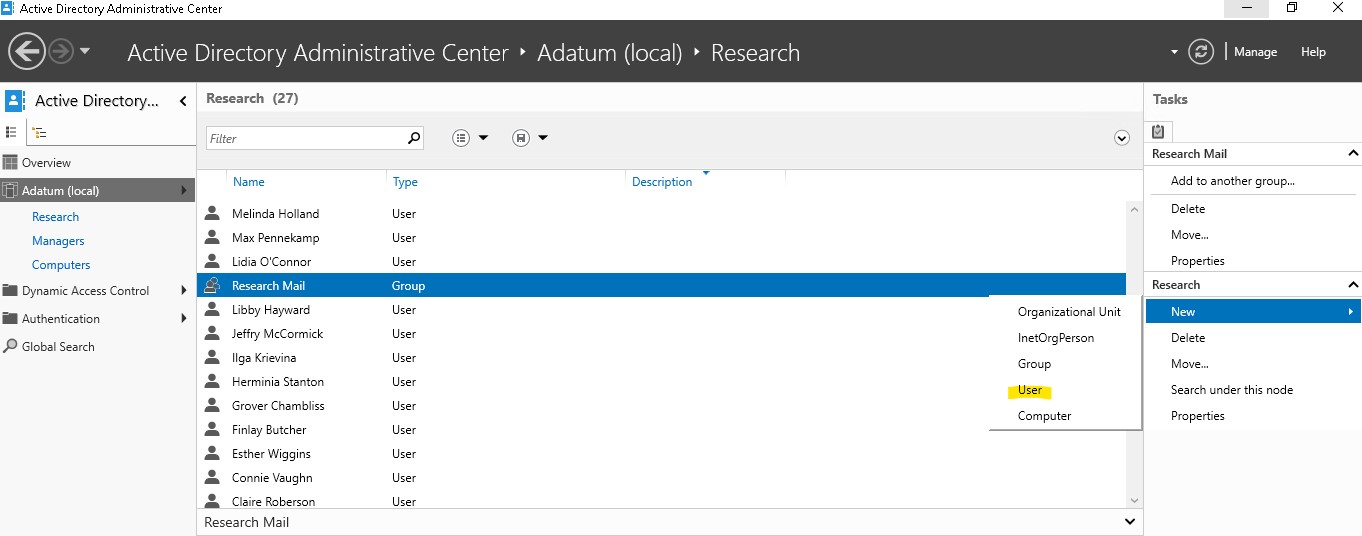 Active Directory Administrative Center
Active Directory Administrative Center • Adatum (local) • Research
Manage
Help
Active Directory...
Overview
Adatum (local)
Research
Managers
Computers
Dynamic Access Control
Authentication
Global Search
Research (27)
Filter
Name Type Description
Melinda Holland User
Max Pennekamp User
Lidia O'Connor User
Research Mail Group
Libby Hayward User
Jeffry McCormick User
Ilga Krievina User
Herminia Stanton User
Grover Chambliss User
Finlay Butcher User
Esther Wiggins User
Connie Vaughn User
Claire Roberson User
Research Mail
Organizational Unit
InetOrgPerson
Group
User
Computer
Tasks
Research Mail
Add to another group...
Delete
Move...
Properties
Research
New
Delete
Move...
Search under this node
Properties